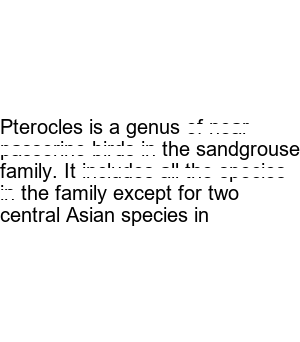 Pterocles is a genus of near
passerine birds in the sandgrouse
family. It includes all the species
in the family except for two
central Asian species in